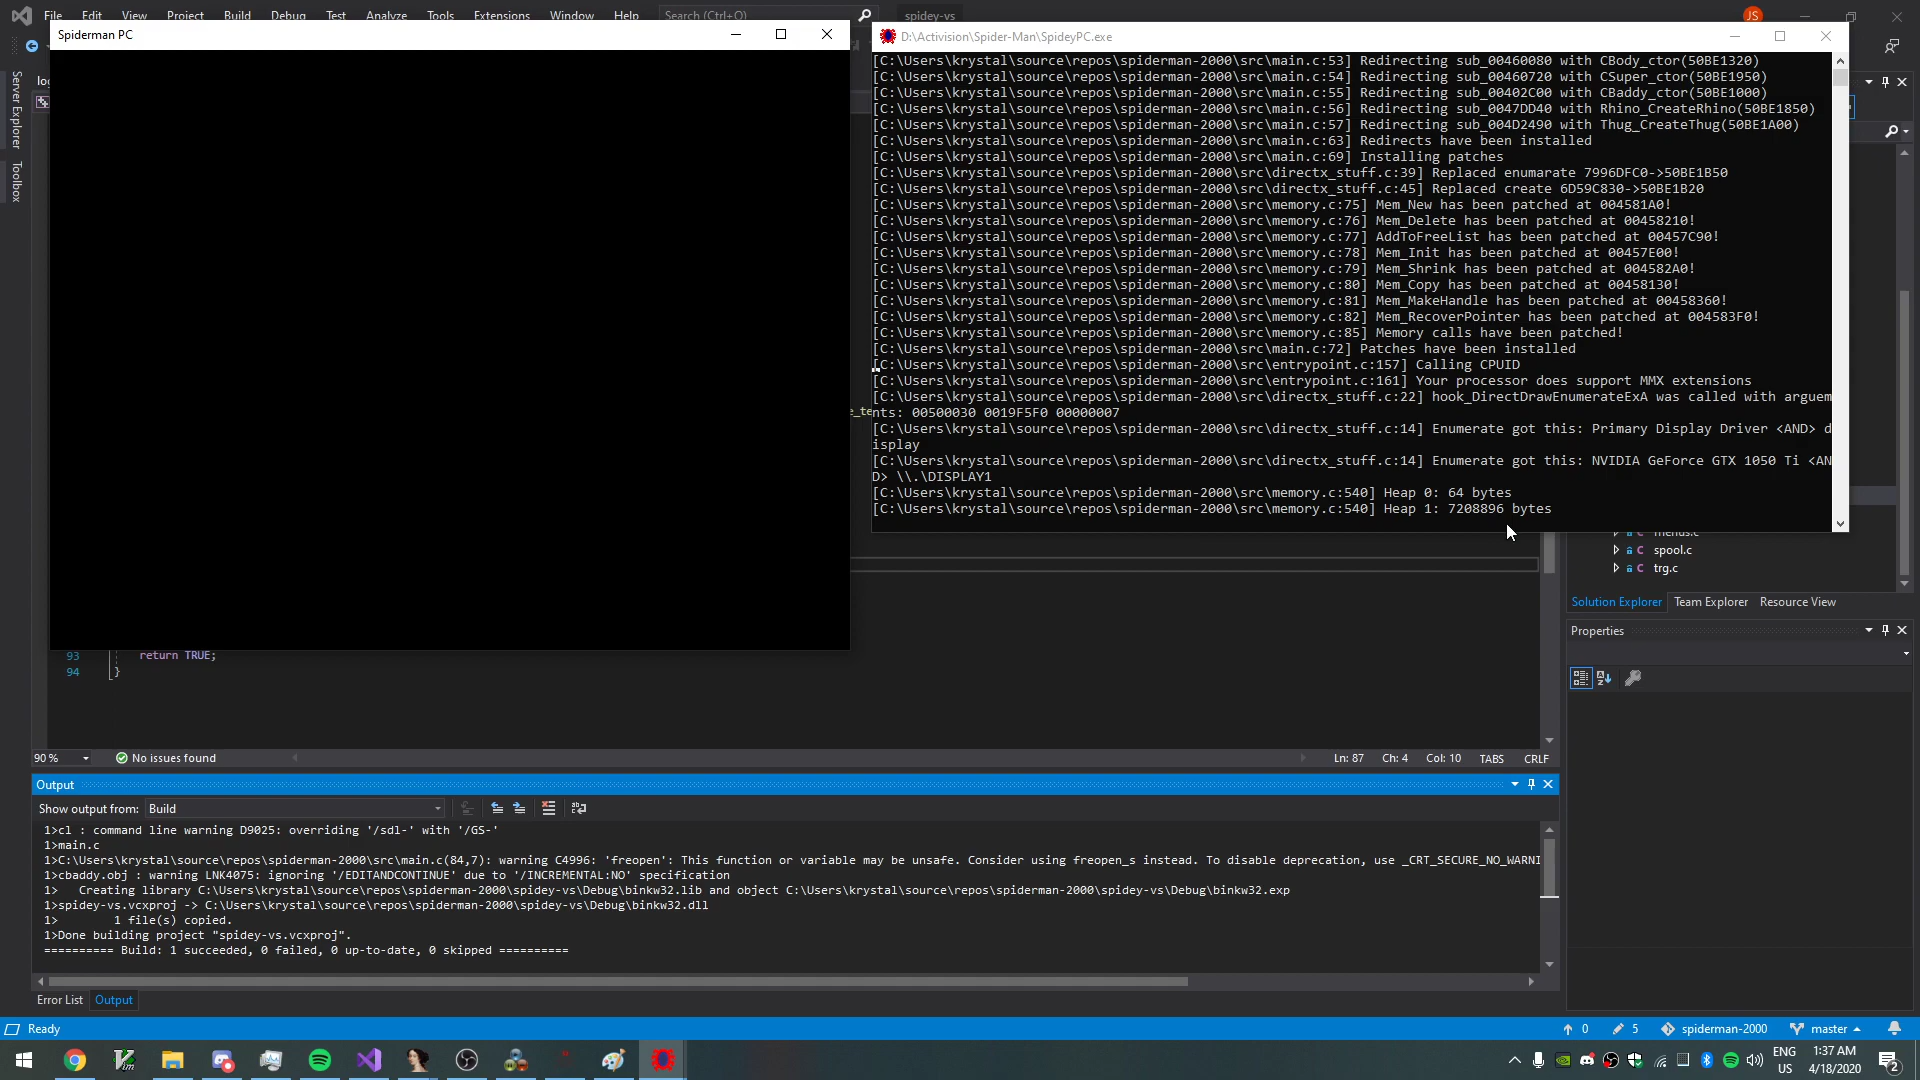 File Edit View Project Build Debug Test Analyze Tools Extensions Window Help Search (Ctrl+Q) spidey-vs JS
Spiderman PC
D:\Activision\Spider-Man\SpideyPC.exe
[C:\Users\krystal\source\repos\spiderman-2000\src\main.c:53] Redirecting sub_00460080 with CBody_ctor(50BE1320)
[C:\Users\krystal\source\repos\spiderman-2000\src\main.c:54] Redirecting sub_00460720 with CSuper_ctor(50BE1950)
[C:\Users\krystal\source\repos\spiderman-2000\src\main.c:55] Redirecting sub_00402C00 with CBaddy_ctor(50BE1000)
[C:\Users\krystal\source\repos\spiderman-2000\src\main.c:56] Redirecting sub_0047DD40 with Rhino_CreateRhino(50BE1850)
[C:\Users\krystal\source\repos\spiderman-2000\src\main.c:57] Redirecting sub_004D2490 with Thug_CreateThug(50BE1A00)
[C:\Users\krystal\source\repos\spiderman-2000\src\main.c:63] Redirects have been installed
[C:\Users\krystal\source\repos\spiderman-2000\src\main.c:69] Installing patches
[C:\Users\krystal\source\repos\spiderman-2000\src\directx_stuff.c:39] Replaced enumarate 7996DFC0->50BE1B50
[C:\Users\krystal\source\repos\spiderman-2000\src\directx_stuff.c:45] Replaced create 6D59C830->50BE1B20
[C:\Users\krystal\source\repos\spiderman-2000\src\memory.c:75] Mem_New has been patched at 004581A0!
[C:\Users\krystal\source\repos\spiderman-2000\src\memory.c:76] Mem_Delete has been patched at 00458210!
[C:\Users\krystal\source\repos\spiderman-2000\src\memory.c:77] AddToFreeList has been patched at 00457C90!
[C:\Users\krystal\source\repos\spiderman-2000\src\memory.c:78] Mem_Init has been patched at 00457E00!
[C:\Users\krystal\source\repos\spiderman-2000\src\memory.c:79] Mem_Shrink has been patched at 004582A0!
[C:\Users\krystal\source\repos\spiderman-2000\src\memory.c:80] Mem_Copy has been patched at 00458130!
[C:\Users\krystal\source\repos\spiderman-2000\src\memory.c:81] Mem_MakeHandle has been patched at 00458360!
[C:\Users\krystal\source\repos\spiderman-2000\src\memory.c:82] Mem_RecoverPointer has been patched at 004583F0!
[C:\Users\krystal\source\repos\spiderman-2000\src\memory.c:85] Memory calls have been patched!
[C:\Users\krystal\source\repos\spiderman-2000\src\main.c:72] Patches have been installed
[C:\Users\krystal\source\repos\spiderman-2000\src\entrypoint.c:157] Calling CPUID
[C:\Users\krystal\source\repos\spiderman-2000\src\entrypoint.c:161] Your processor does support MMX extensions
[C:\Users\krystal\source\repos\spiderman-2000\src\directx_stuff.c:22] hook_DirectDrawEnumerateExA was called with arguem
nts: 00500030 0019F5F0 00000007
[C:\Users\krystal\source\repos\spiderman-2000\src\directx_stuff.c:14] Enumerate got this: Primary Display Driver <AND> d
isplay
[C:\Users\krystal\source\repos\spiderman-2000\src\directx_stuff.c:14] Enumerate got this: NVIDIA GeForce GTX 1050 Ti <AN
D> \\.\DISPLAY1
[C:\Users\krystal\source\repos\spiderman-2000\src\memory.c:540] Heap 0: 64 bytes
[C:\Users\krystal\source\repos\spiderman-2000\src\memory.c:540] Heap 1: 7208896 bytes
Server Explorer
Toolbox
menus.c
spool.c
trg.c
Solution Explorer Team Explorer Resource View
Properties
93 return TRUE;
94 }
90 % No issues found Ln: 87 Ch: 4 Col: 10 TABS CRLF
Output
Show output from: Build
1>cl : command line warning D9025: overriding '/sdl-' with '/GS-'
1>main.c
1>C:\Users\krystal\source\repos\spiderman-2000\src\main.c(84,7): warning C4996: 'freopen': This function or variable may be unsafe. Consider using freopen_s instead. To disable deprecation, use _CRT_SECURE_NO_WARNI
1>cbaddy.obj : warning LNK4075: ignoring '/EDITANDCONTINUE' due to '/INCREMENTAL:NO' specification
1> Creating library C:\Users\krystal\source\repos\spiderman-2000\spidey-vs\Debug\binkw32.lib and object C:\Users\krystal\source\repos\spiderman-2000\spidey-vs\Debug\binkw32.exp
1>spidey-vs.vcxproj -> C:\Users\krystal\source\repos\spiderman-2000\spidey-vs\Debug\binkw32.dll
1> 1 file(s) copied.
1>Done building project "spidey-vs.vcxproj".
========== Build: 1 succeeded, 0 failed, 0 up-to-date, 0 skipped ==========
Error List Output
Ready 0 5 spiderman-2000 master
ENG 1:37 AM
US 4/18/2020 2